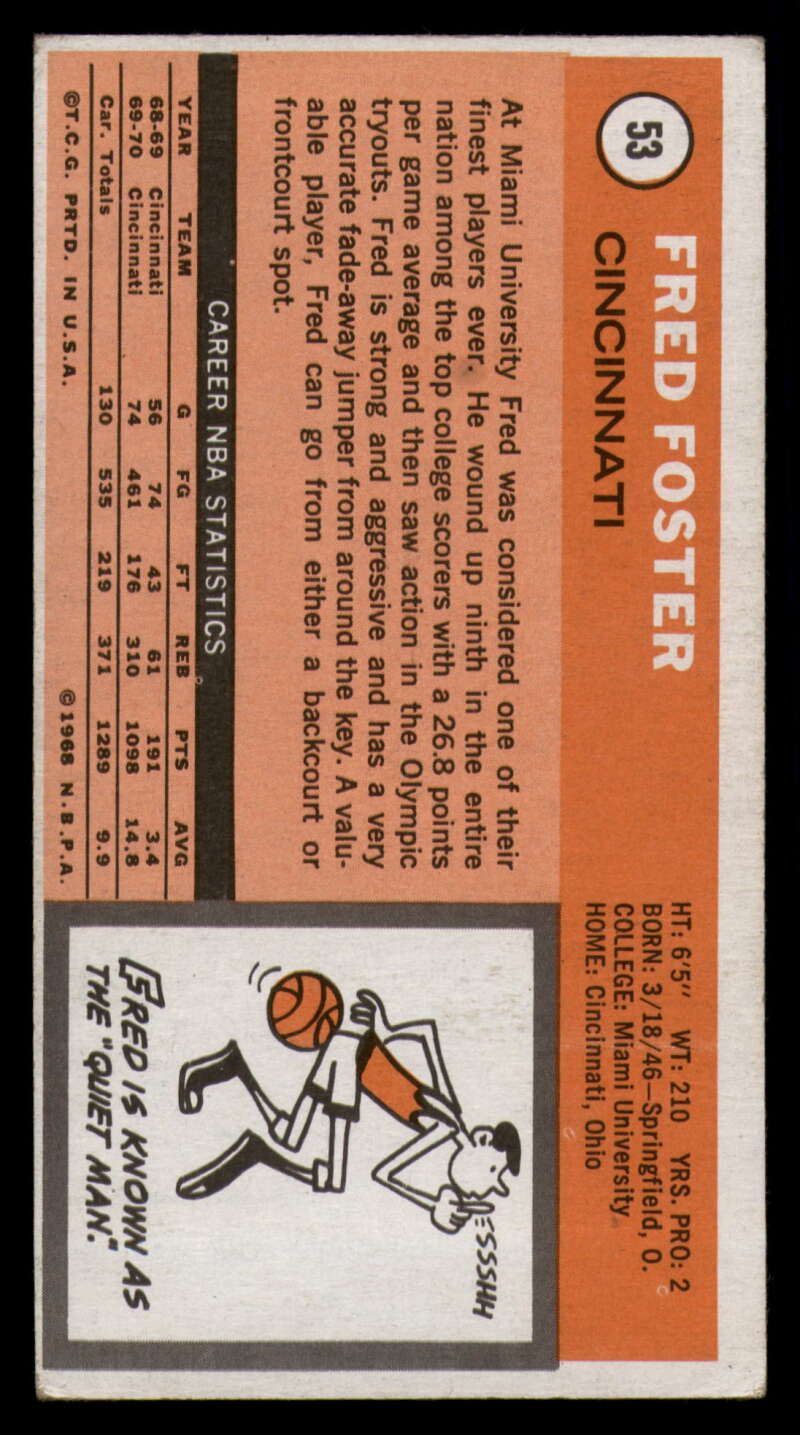 53
FRED FOSTER
CINCINNATI
HT: 6'5" WT: 210 YRS. PRO: 2
BORN: 3/18/46—Springfield, O.
COLLEGE: Miami University
HOME: Cincinnati, Ohio
At Miami University Fred was considered one of their
finest players ever. He wound up ninth in the entire
nation among the top college scorers with a 26.8 points
per game average and then saw action in the Olympic
tryouts. Fred is strong and aggressive and has a very
accurate fade-away jumper from around the key. A valu-
able player, Fred can go from either a backcourt or
frontcourt spot.
CAREER NBA STATISTICS
YEAR TEAM G FG FT REB PTS AVG
68-69 Cincinnati 56 74 43 61 191 3.4
69-70 Cincinnati 74 461 176 310 1098 14.8
Car. Totals 130 535 219 371 1289 9.9
©T.C.G. PRTD. IN U.S.A. ©1968 N.B.P.A.
SSSHH
FRED IS KNOWN AS
THE "QUIET MAN."